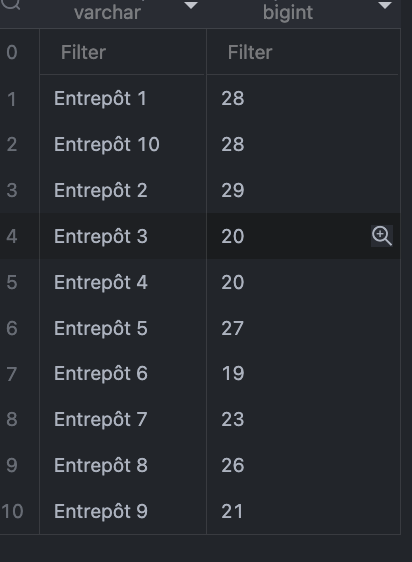 varchar bigint
0 Filter Filter
1 Entrepôt 1 28
2 Entrepôt 10 28
3 Entrepôt 2 29
4 Entrepôt 3 20
5 Entrepôt 4 20
6 Entrepôt 5 27
7 Entrepôt 6 19
8 Entrepôt 7 23
9 Entrepôt 8 26
10 Entrepôt 9 21